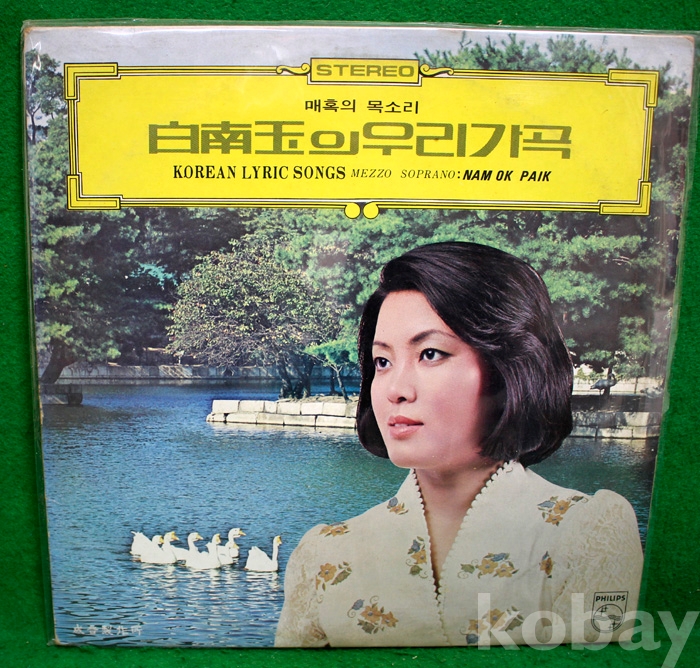 STEREO
매혹의 목소리
白南玉의 우리가곡
KOREAN LYRIC SONGS MEZZO SOPRANO: NAM OK PAIK
PHILIPS
kobay